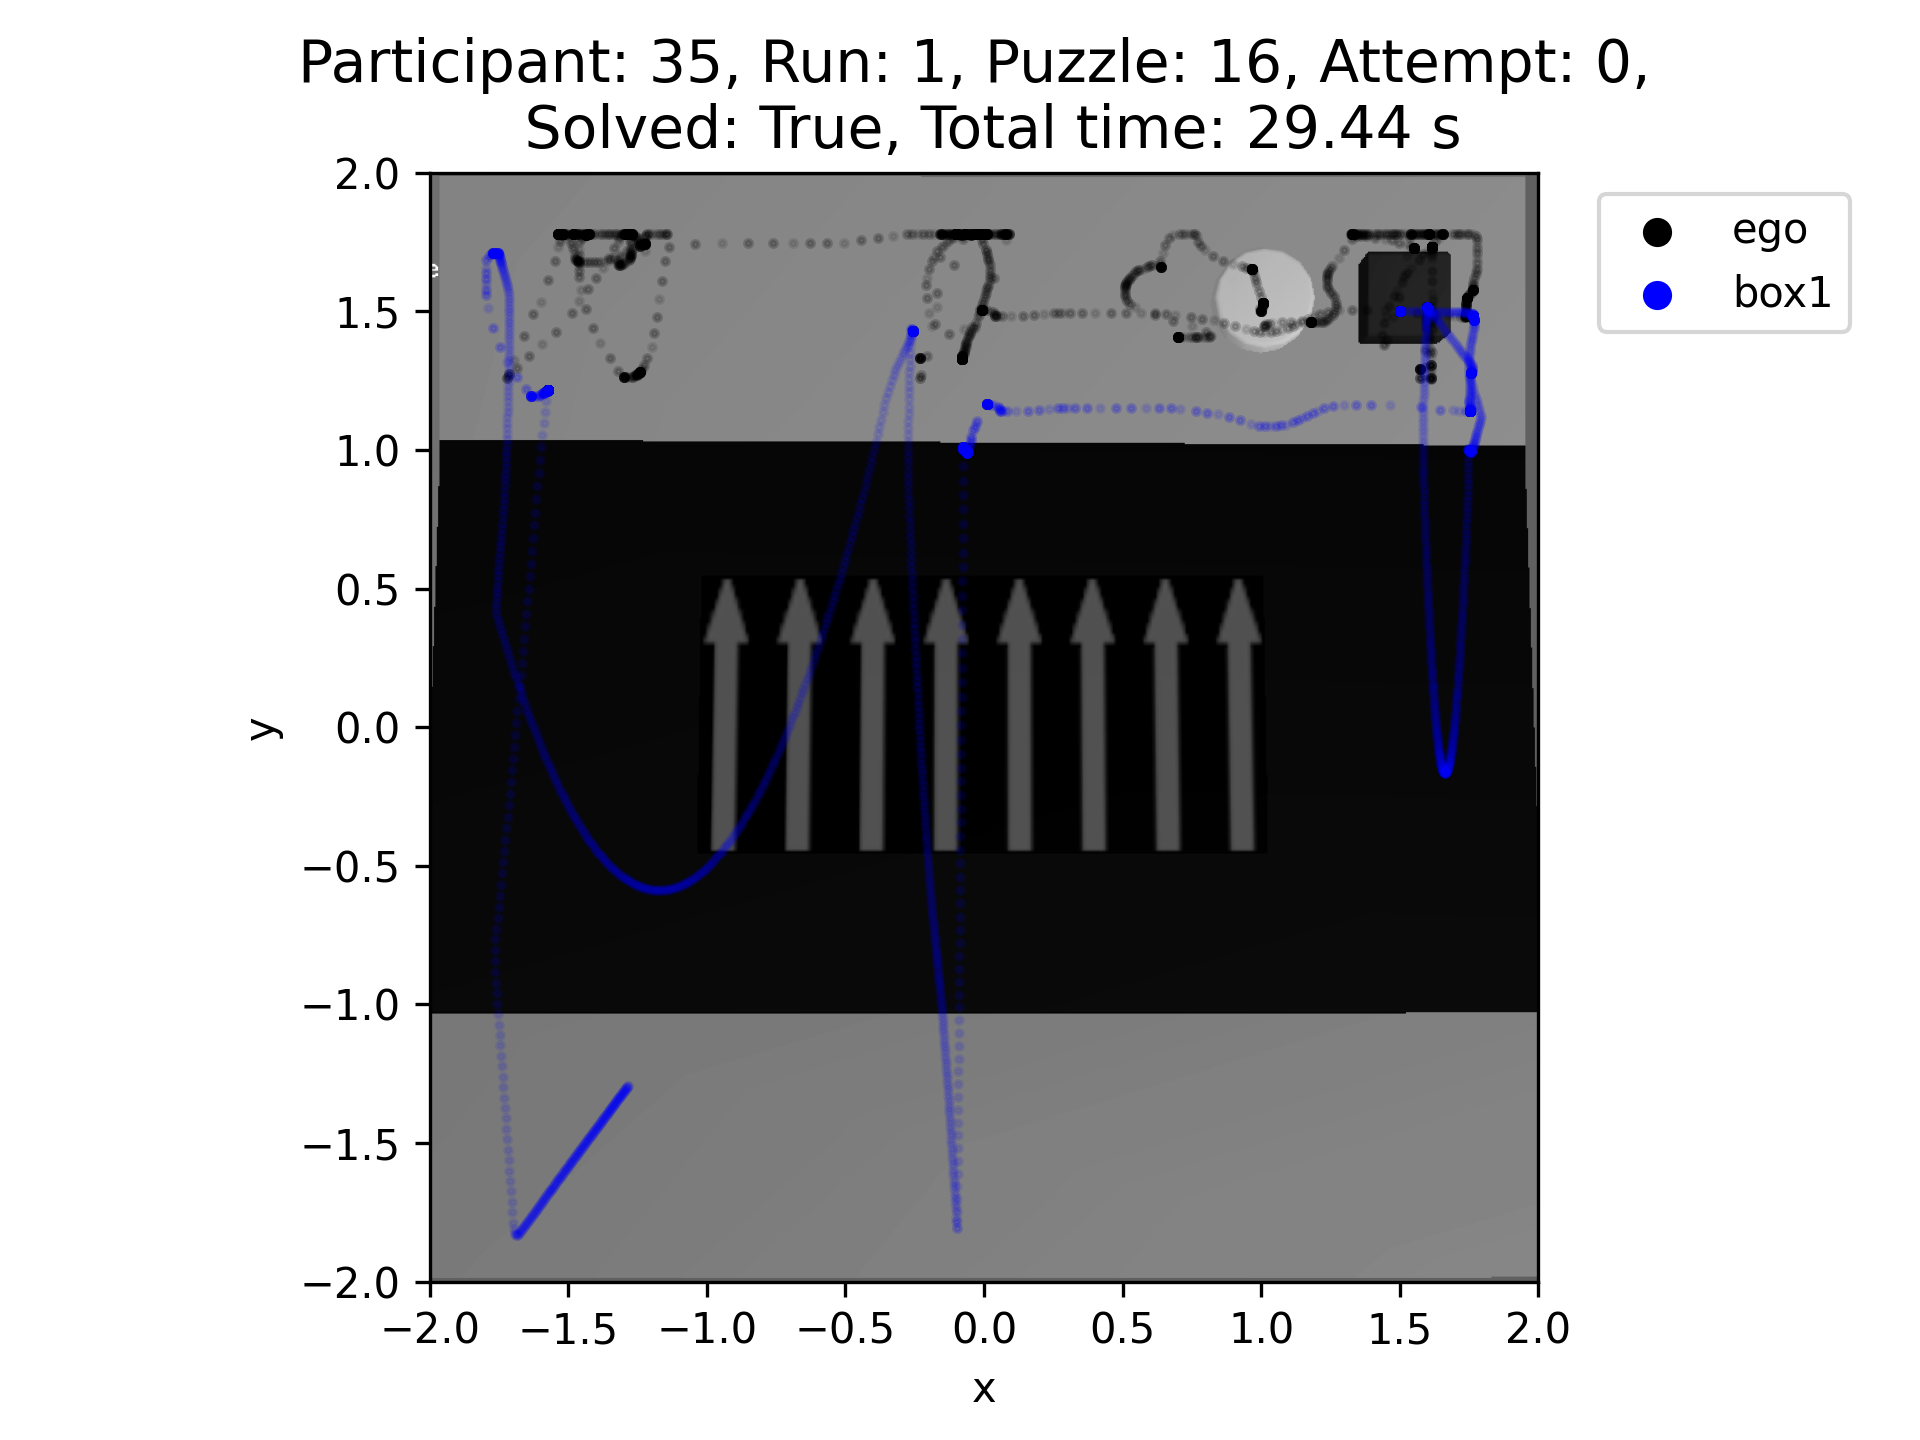 Participant: 35, Run: 1, Puzzle: 16, Attempt: 0,
Solved: True, Total time: 29.44 s
ego
box1
2.0
1.5
1.0
0.5
0.0
−0.5
−1.0
−1.5
−2.0
y
−2.0 −1.5 −1.0 −0.5 0.0 0.5 1.0 1.5 2.0
x